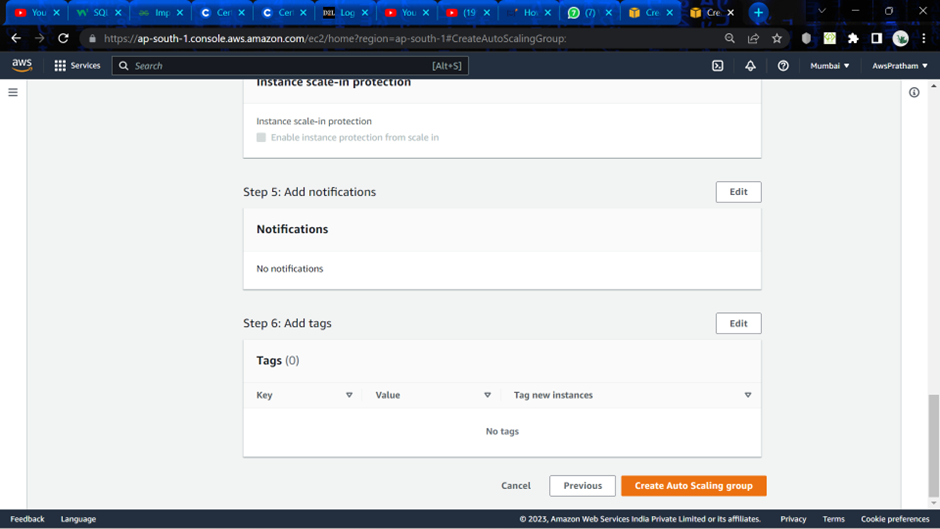 You
SQL
Imp
Cer
Cer
DXL Log
You
(19
Ho
(7)
Cre
Cre
https://ap-south-1.console.aws.amazon.com/ec2/home?region=ap-south-1#CreateAutoScalingGroup:
aws
Services
Search
[Alt+S]
Mumbai
AwsPratham
Instance scale-in protection
Instance scale-in protection
Enable instance protection from scale in
Step 5: Add notifications
Edit
Notifications
No notifications
Step 6: Add tags
Edit
Tags (0)
Key
Value
Tag new instances
No tags
Cancel
Previous
Create Auto Scaling group
Feedback
Language
© 2023, Amazon Web Services India Private Limited or its affiliates.
Privacy
Terms
Cookie preferences